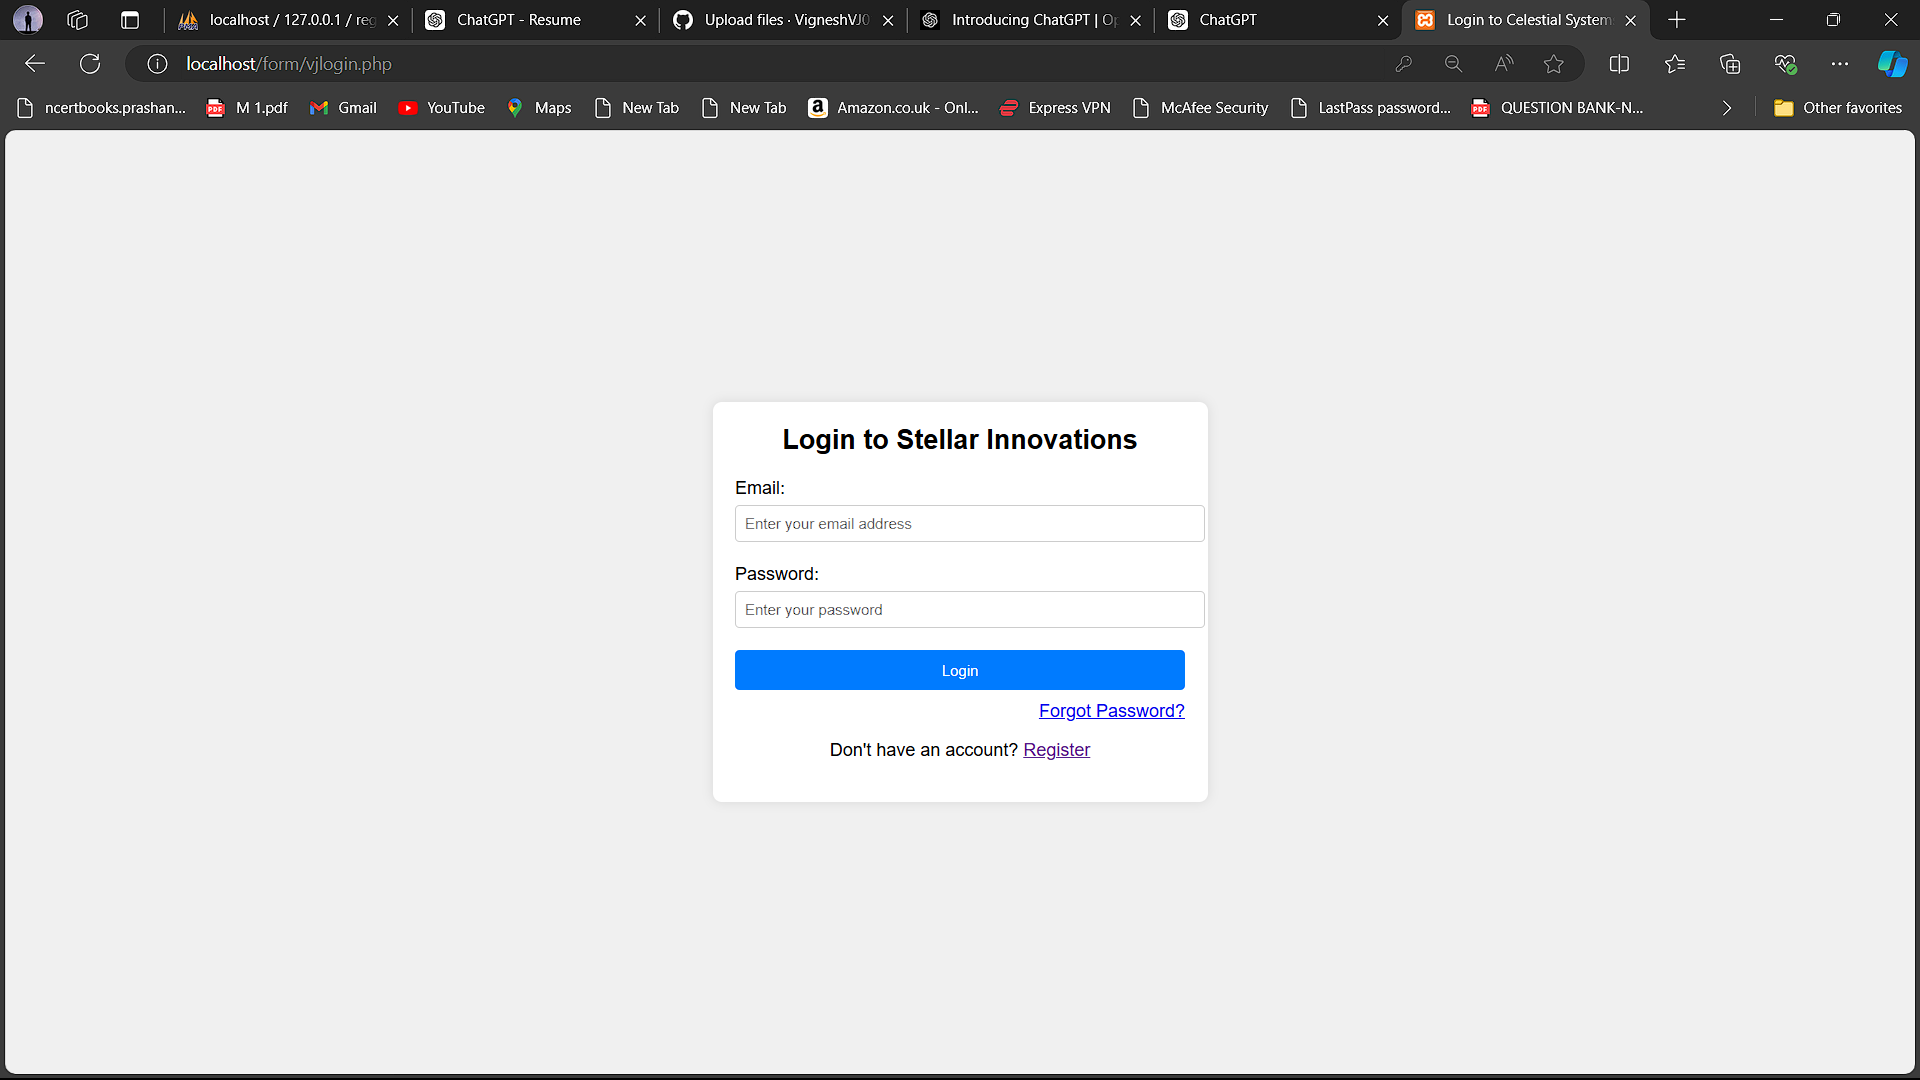 localhost / 127.0.0.1 / reg
ChatGPT - Resume
Upload files · VigneshVJ0
Introducing ChatGPT | Op
ChatGPT
Login to Celestial System
localhost/form/vjlogin.php
ncertbooks.prashan...
M 1.pdf
Gmail
YouTube
Maps
New Tab
New Tab
Amazon.co.uk - Onl...
Express VPN
McAfee Security
LastPass password...
QUESTION BANK-N...
Other favorites
Login to Stellar Innovations
Email:
Enter your email address
Password:
Enter your password
Login
Forgot Password?
Don't have an account? Register